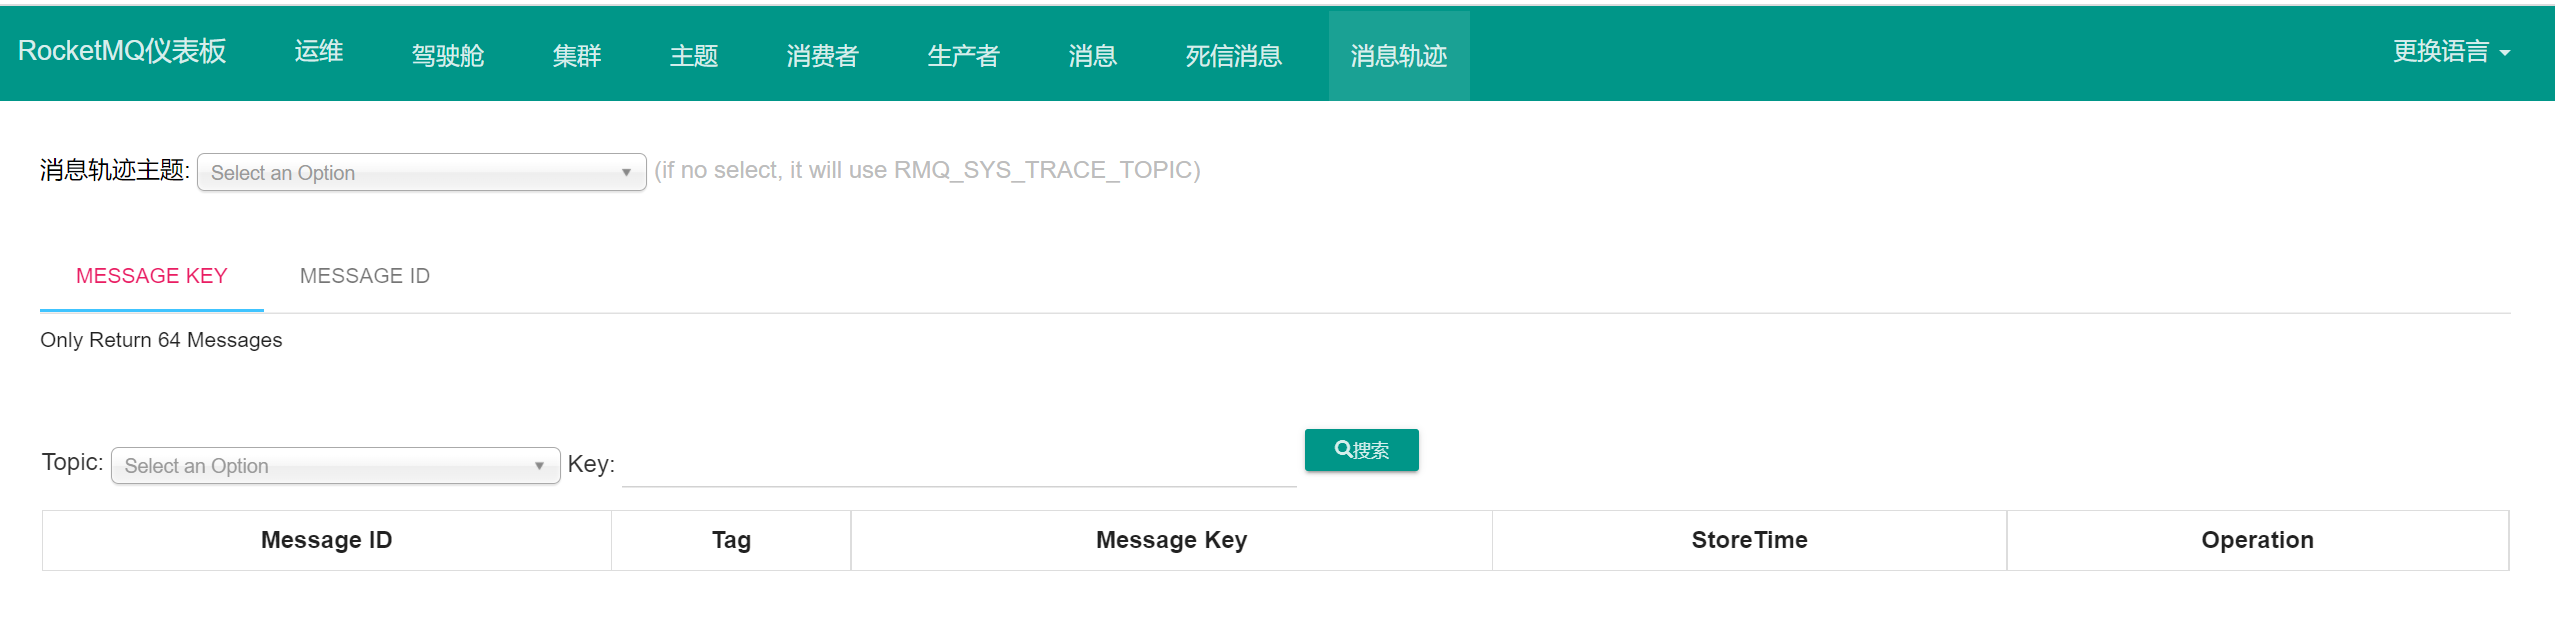 RocketMQ仪表板 运维 驾驶舱 集群 主题 消费者 生产者 消息 死信消息 消息轨迹 更换语言
消息轨迹主题: Select an Option (if no select, it will use RMQ_SYS_TRACE_TOPIC)
MESSAGE KEY MESSAGE ID
Only Return 64 Messages
Topic: Select an Option Key: 搜索
Message ID Tag Message Key StoreTime Operation